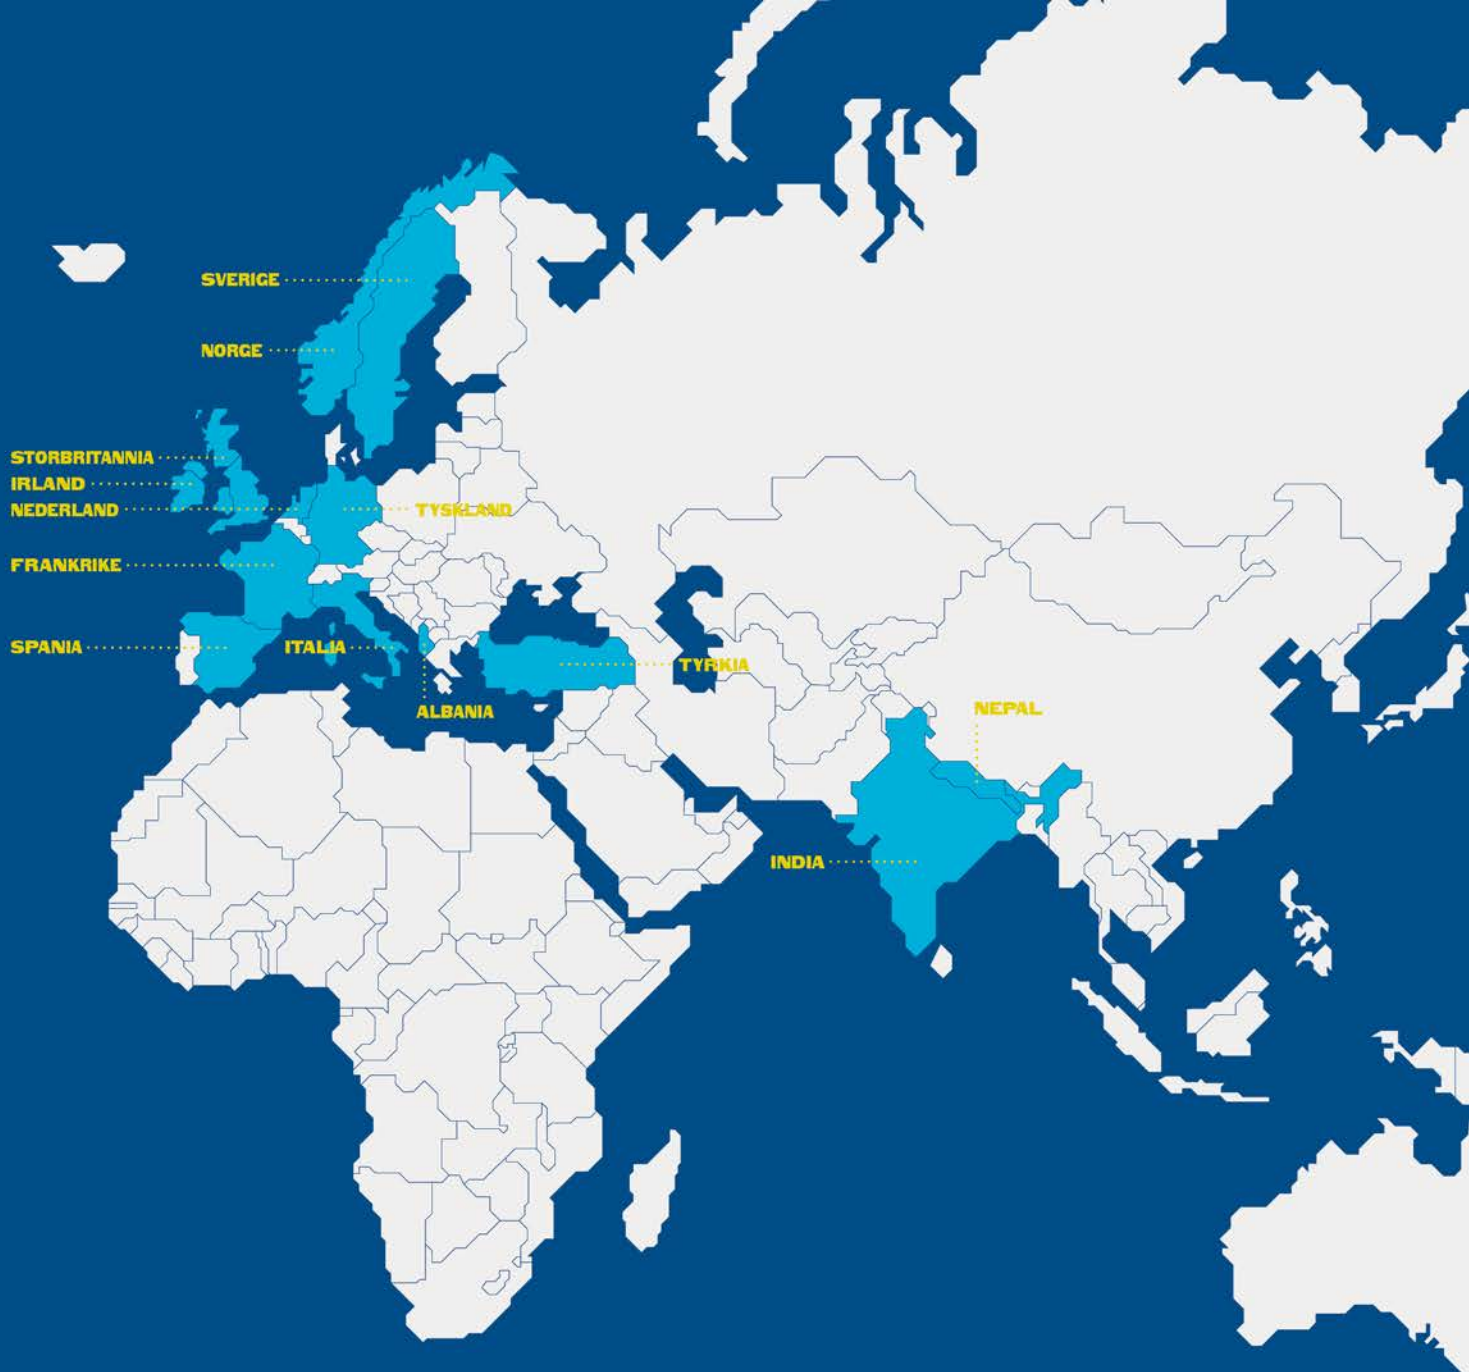 SVERIGE
NORGE
STORBRITANNIA
IRLAND
NEDERLAND
TYSKLAND
FRANKRIKE
SPANIA
ITALIA
TYRKIA
ALBANIA
NEPAL
INDIA